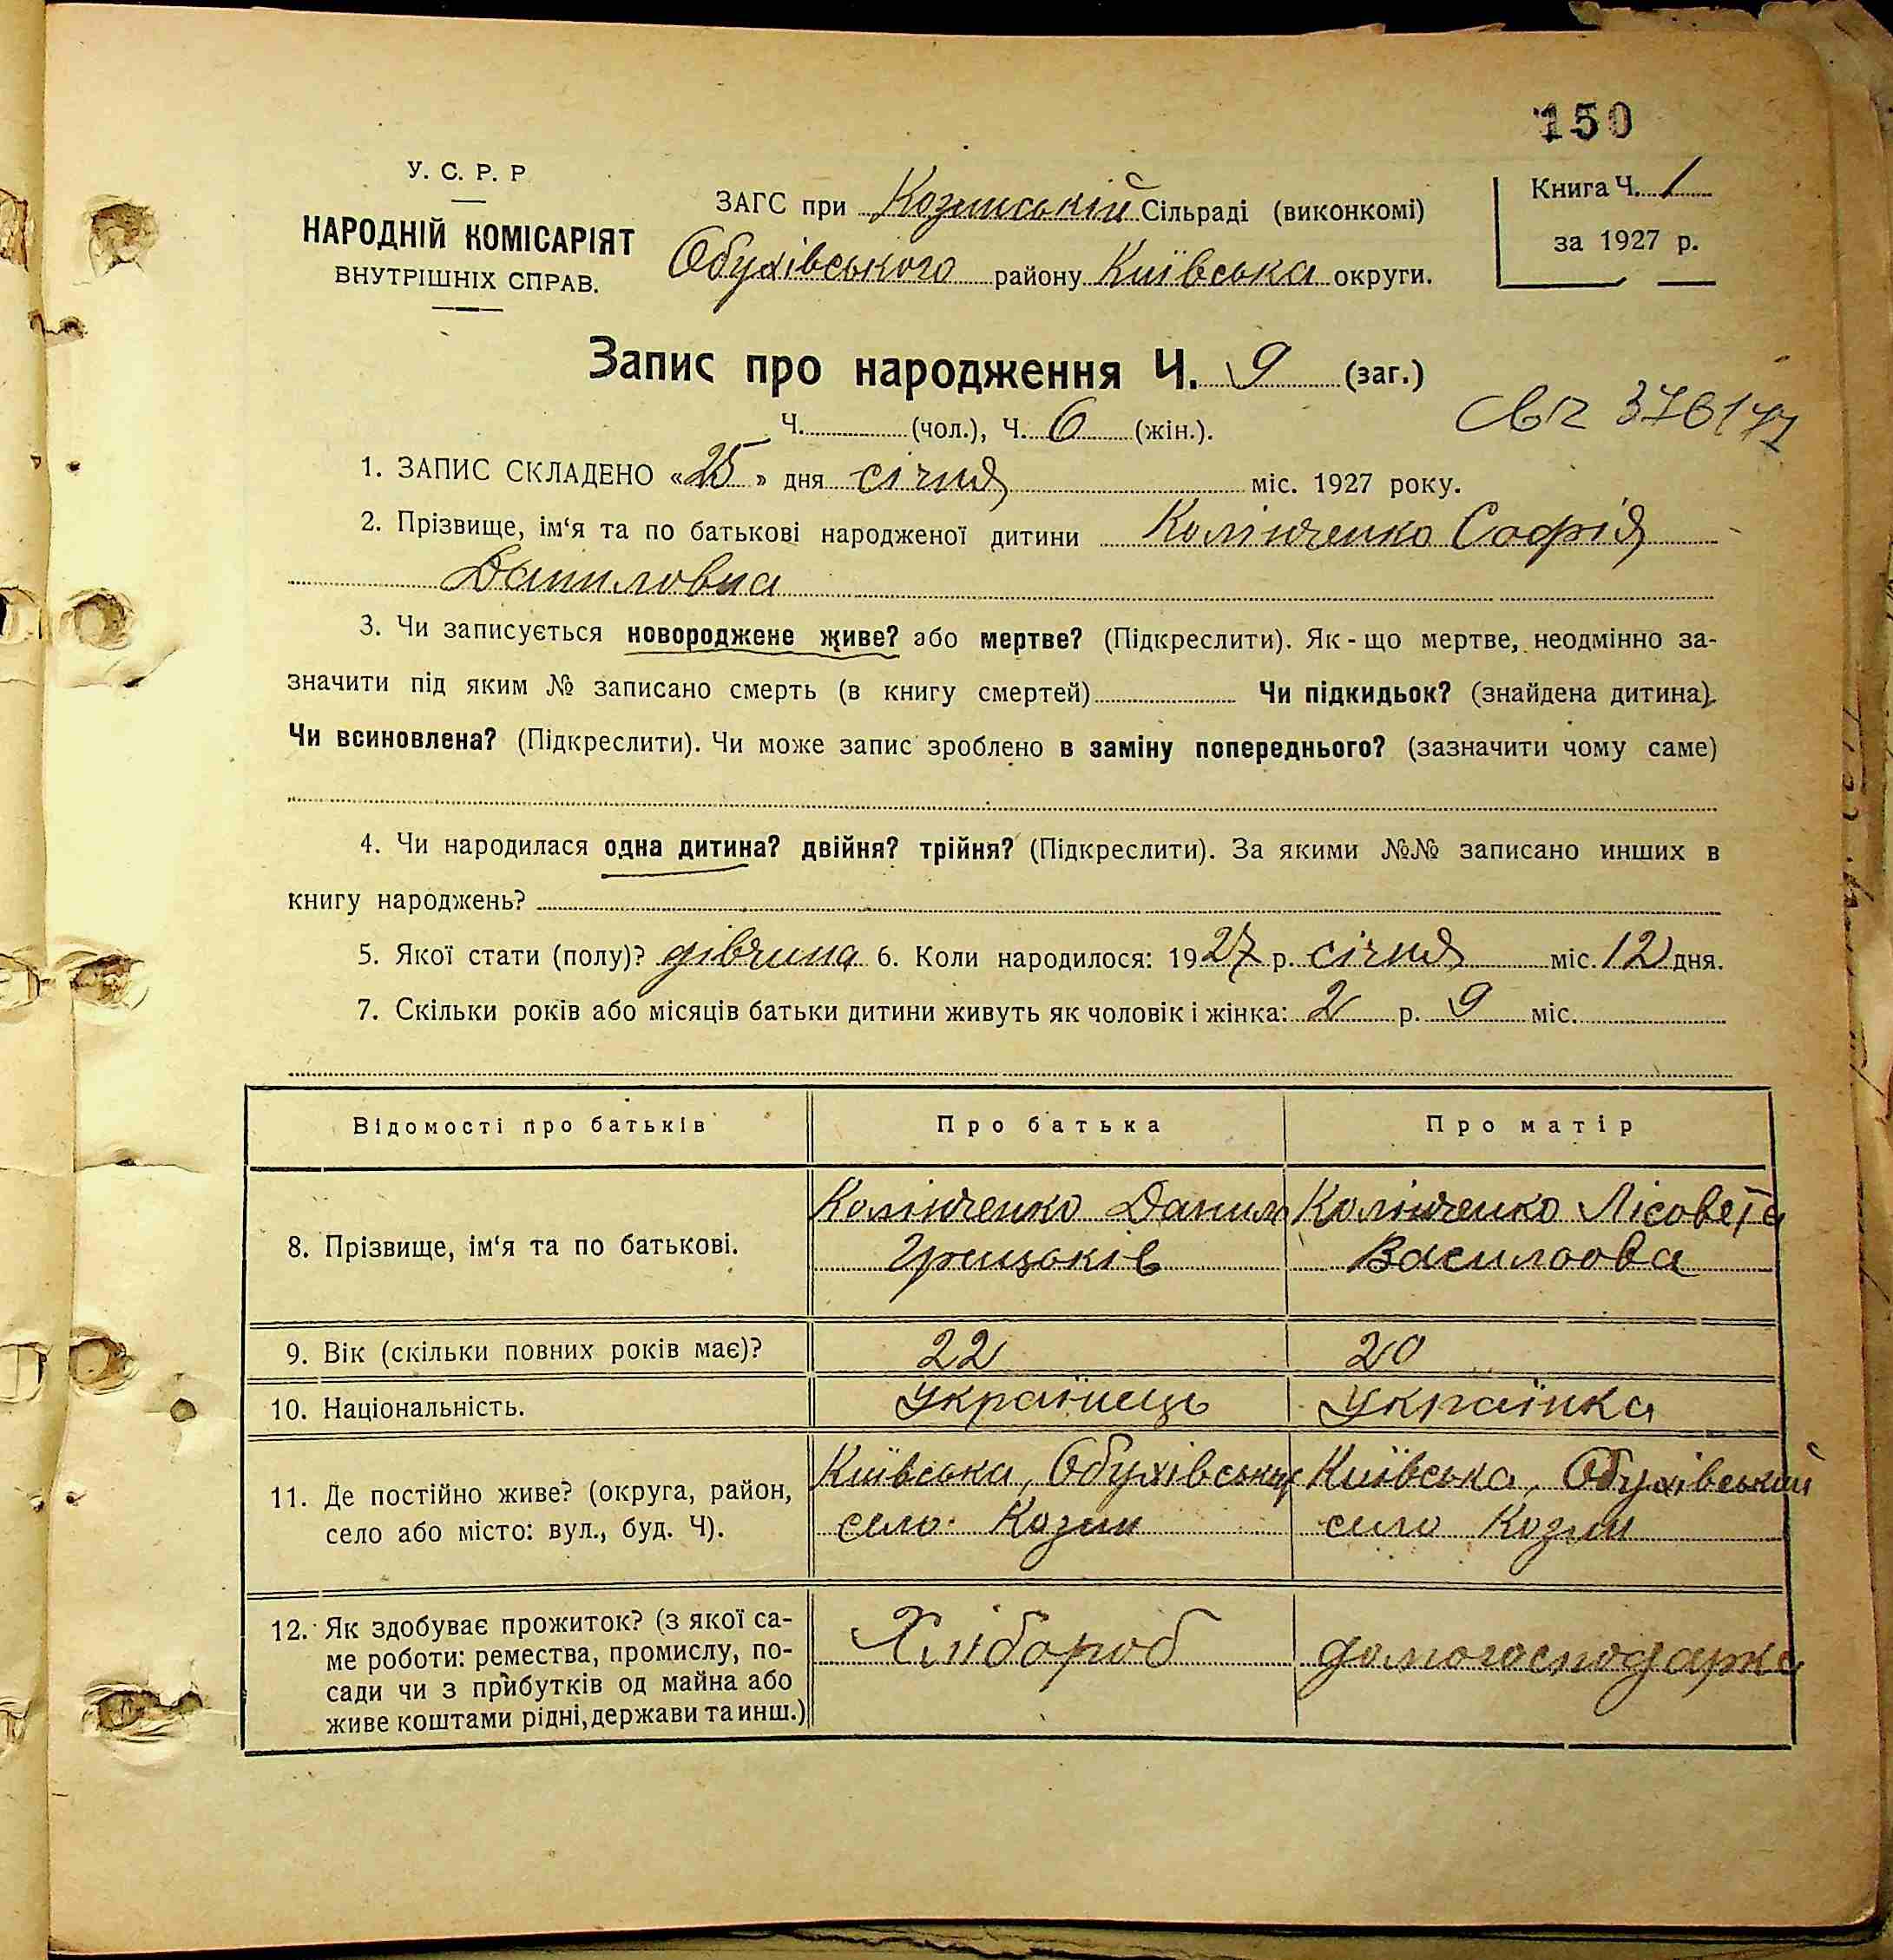 150
У. С. Р. Р
НАРОДНІЙ КОМІСАРІЯТ
ВНУТРІШНІХ СПРАВ.
ЗАГС при Козинській Сільраді (виконкомі)
Обухівського району Київська округи.
Книга Ч. 1
за 1927 р.
Запис про народження Ч. 9 (заг.)
Ч. (чол.), Ч. 6 (жін.).
1. ЗАПИС СКЛАДЕНО «25» дня січня міс. 1927 року.
2. Прізвище, ім‘я та по батькові народженої дитини Колінченко Софія
Даниловна
3. Чи записується новороджене живе? або мертве? (Підкреслити). Як-що мертве, неодмінно за-
значити під яким № записано смерть (в книгу смертей) Чи підкидьок? (знайдена дитина).
Чи всиновлена? (Підкреслити). Чи може запис зроблено в заміну попереднього? (зазначити чому саме)
4. Чи народилася одна дитина? двійня? трійня? (Підкреслити). За якими №№ записано инших в
книгу народжень?
5. Якої стати (полу)? дівчина 6. Коли народилося: 1927 р. січня міс. 12 дня.
7. Скільки років або місяців батьки дитини живуть як чоловік і жінка: 2 р. 9 міс.
Відомості про батьків Про батька Про матір
8. Прізвище, ім‘я та по батькові.
Колінченко Данило
Грицьків
Колінченко Лісовета
Василова
9. Вік (скільки повних років має)? 22 20
10. Національність. Українець Українка
11. Де постійно живе? (округа, район,
село або місто: вул., буд. Ч).
Київська, Обухівський
село Козин
Київська, Обухівський
село Козин
12. Як здобуває прожиток? (з якої са-
ме роботи: ремества, промислу, по-
сади чи з прибутків од майна або
живе коштами рідні, держави та инш.)
Хлібороб
домогосподарка